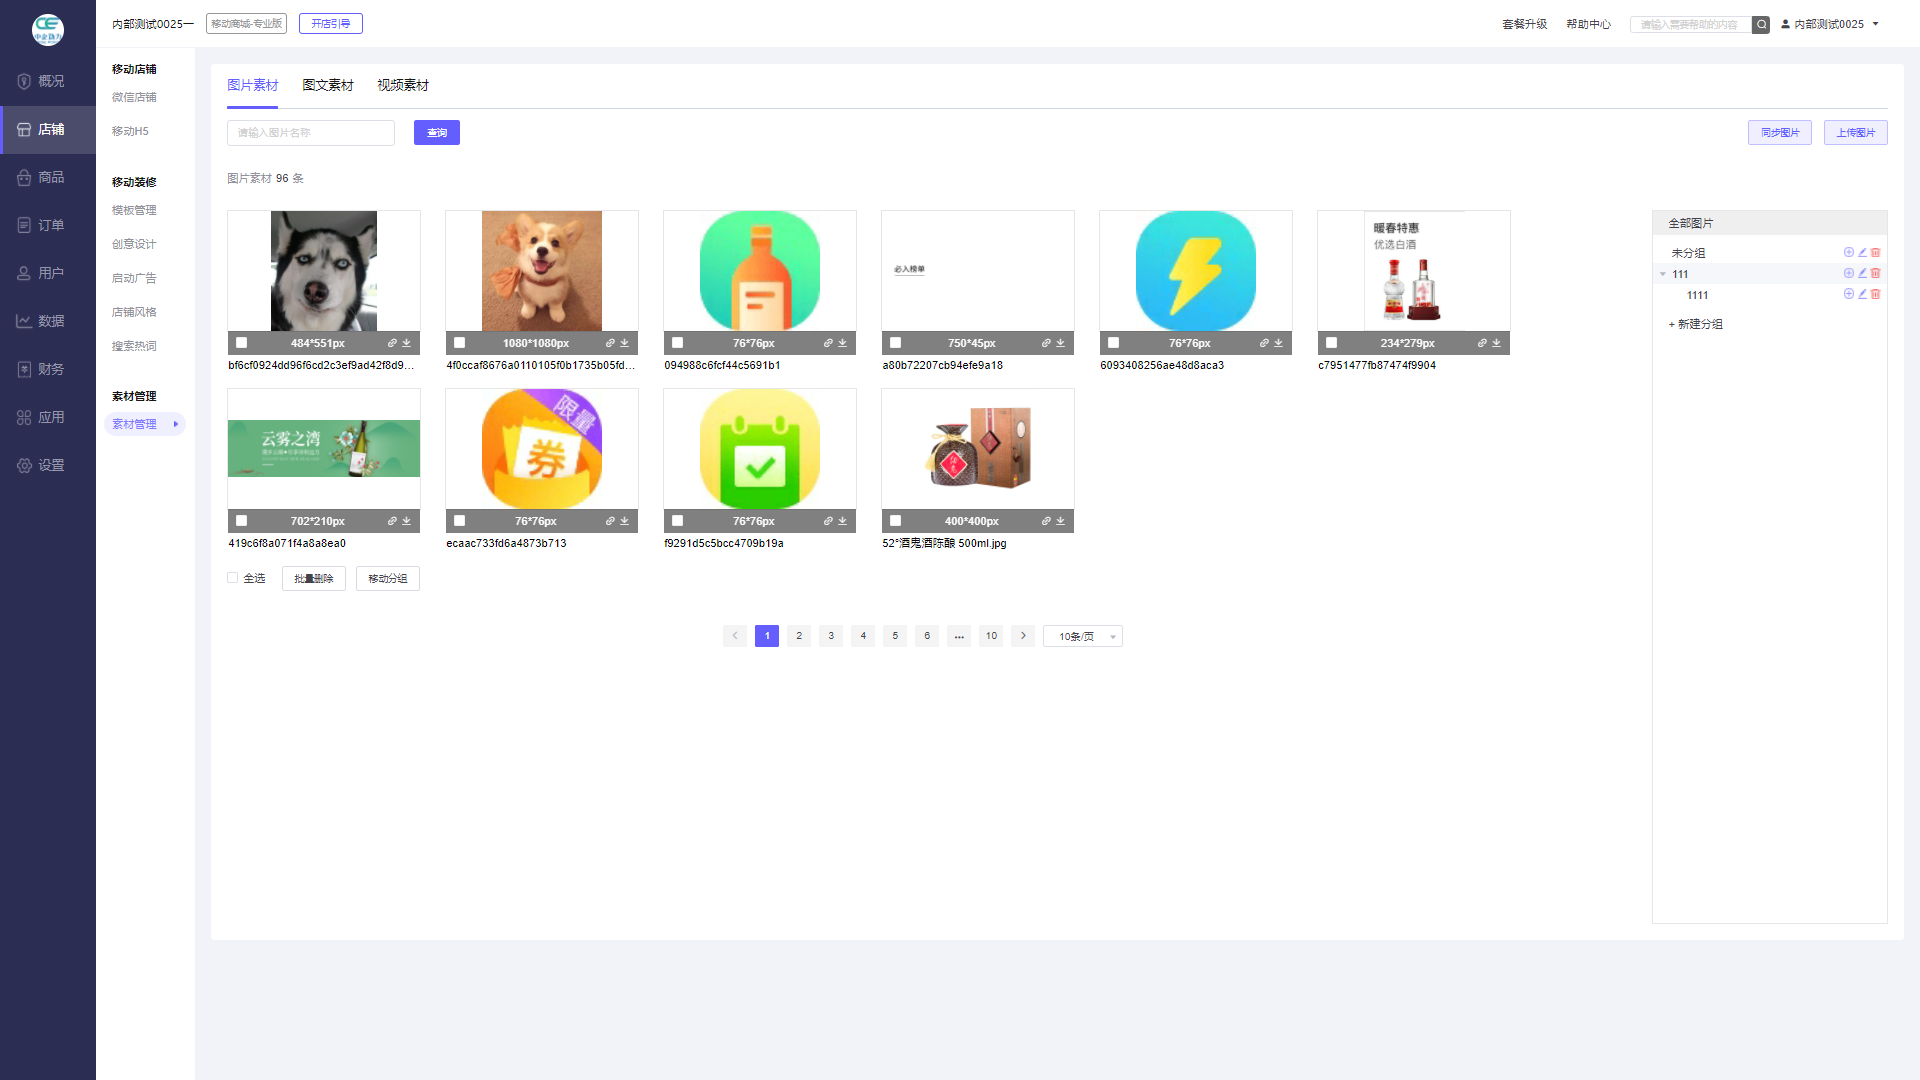 内部测试0025一
移动商城-专业版
开店引导
套餐升级
帮助中心
请输入需要帮助的内容
内部测试0025
概况
店铺
商品
订单
用户
数据
财务
应用
设置
移动店铺
微信店铺
移动H5
移动装修
模板管理
创意设计
启动广告
店铺风格
搜索热词
素材管理
素材管理
图片素材
图文素材
视频素材
请输入图片名称
查询
同步图片
上传图片
图片素材 96 条
必入榜单
暖春特惠
优选白酒
484*551px
1080*1080px
76*76px
750*45px
76*76px
234*279px
bf6cf0924dd96f6cd2c3ef9ad42f8d9...
4f0ccaf8676a0110105f0b1735b05fd...
094988c6fcf44c5691b1
a80b72207cb94efe9a18
6093408256ae48d8aca3
c7951477fb87474f9904
云雾之湾
限量
券
702*210px
76*76px
76*76px
400*400px
419c6f8a071f4a8a8ea0
ecaac733fd6a4873b713
f9291d5c5bcc4709b19a
52°酒鬼酒陈酿 500ml.jpg
全选
批量删除
移动分组
1
2
3
4
5
6
...
10
10条/页
全部图片
未分组
111
1111
+ 新建分组